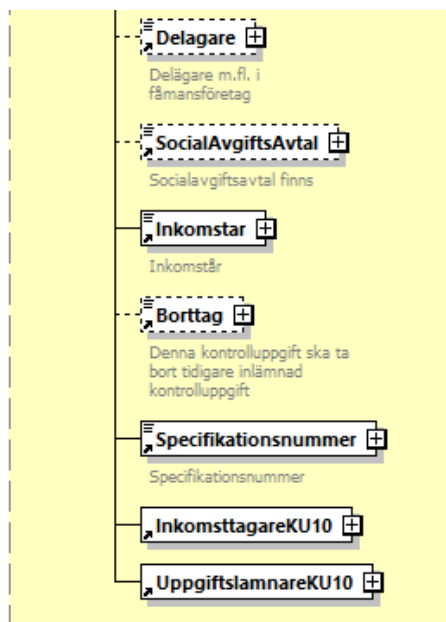 Delagare
Delägare m.fl. i
fåmansföretag
SocialAvgiftsAvtal
Socialavgiftsavtal finns
Inkomstar
Inkomstår
Borttag
Denna kontrolluppgift ska ta
bort tidigare inlämnad
kontrolluppgift
Specifikationsnummer
Specifikationsnummer
InkomsttagareKU10
UppgiftslamnareKU10